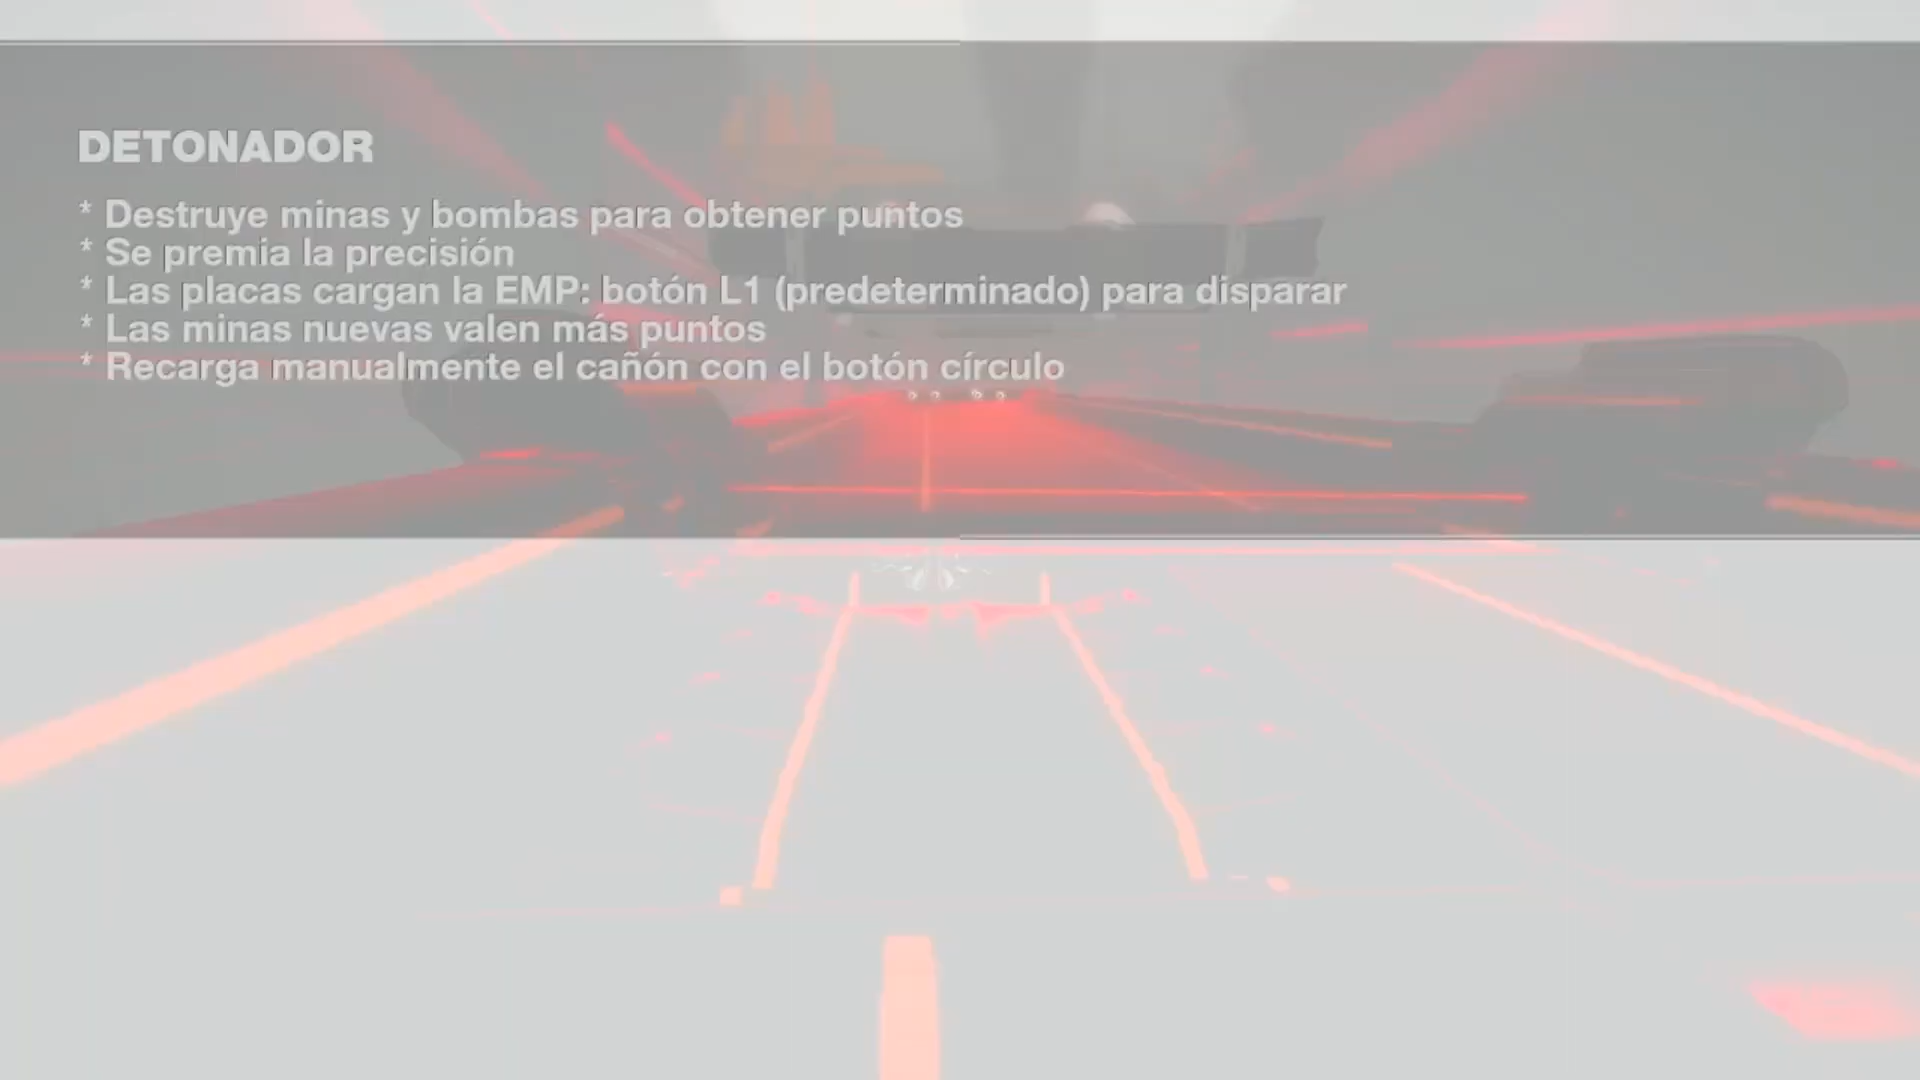 DETONADOR
* Destruye minas y bombas para obtener puntos
* Se premia la precisión
* Las placas cargan la EMP: botón L1 (predeterminado) para disparar
* Las minas nuevas valen más puntos
* Recarga manualmente el cañón con el botón círculo